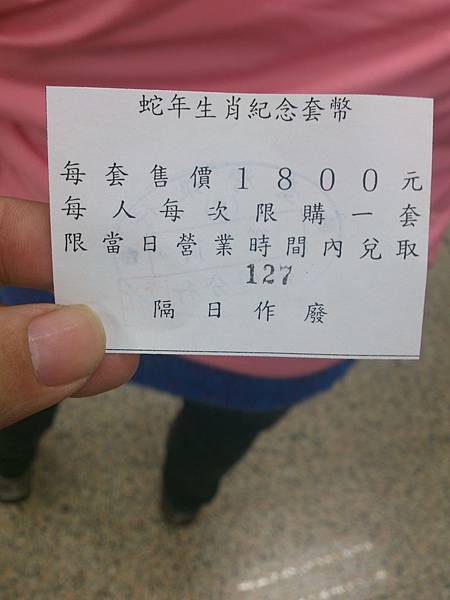 蛇年生肖紀念套幣
每套售價1800元
每人每次限購一套
限當日營業時間內兌取
127
隔日作廢